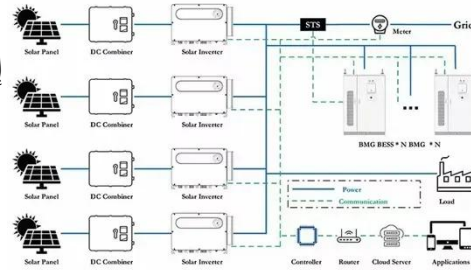 STS
Meter
Grid
Solar Panel DC Combiner Solar Inverter
Solar Panel DC Combiner Solar Inverter
BMG BESS * N BMG * N
Solar Panel DC Combiner Solar Inverter
Power
Communication
Load
Solar Panel DC Combiner Solar Inverter
Controller Router Cloud Server Applications